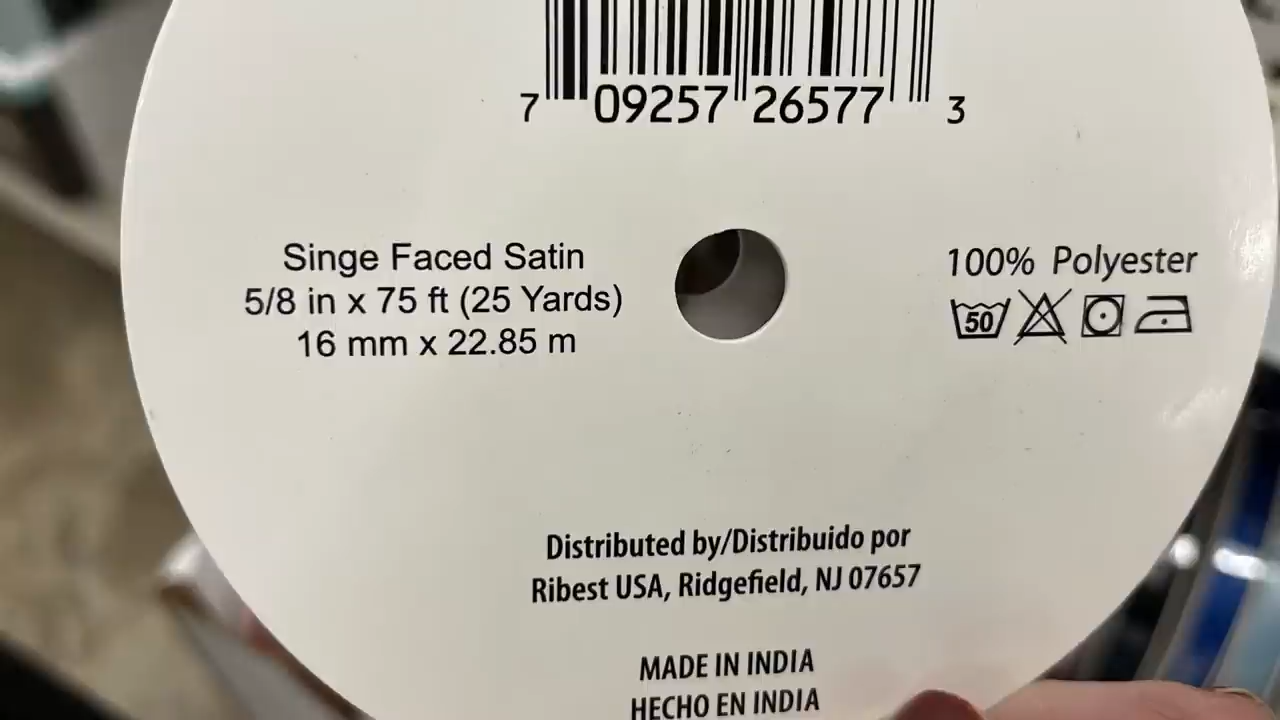 7 09257 26577 3
Singe Faced Satin
5/8 in x 75 ft (25 Yards)
16 mm x 22.85 m
100% Polyester
50
Distributed by/Distribuido por
Ribest USA, Ridgefield, NJ 07657
MADE IN INDIA
HECHO EN INDIA